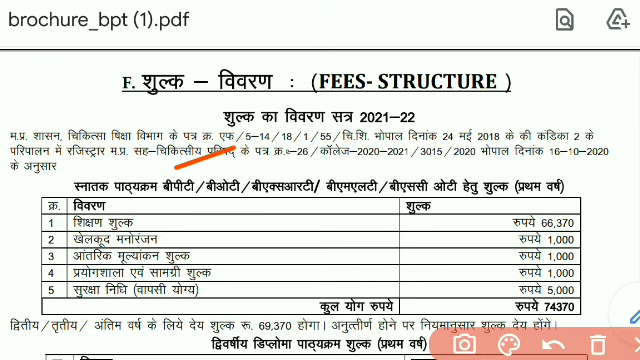 brochure_bpt (1).pdf
F. शुल्क – विवरण : (FEES- STRUCTURE )
शुल्क का विवरण सत्र 2021–22
म.प्र. शासन, चिकित्सा षिक्षा विभाग के पत्र क्र. एफ/5–14/18/1/55/चि.शि. भोपाल दिनांक 24 मई 2018 के की कंडिका 2 के
परिपालन में रजिस्ट्रार म.प्र. सह–चिकित्सीय परिषद् के पत्र क्र.–26/कॉलेज–2020–2021/3015/2020 भोपाल दिनांक 16–10–2020
के अनुसार
स्नातक पाठ्यक्रम बीपीटी/बीओटी/बीएक्सआरटी/ बीएमएलटी/बीएससी ओटी हेतु शुल्क (प्रथम वर्ष)
क्र. विवरण शुल्क
1 शिक्षण शुल्क रुपये 66,370
2 खेलकूद मनोरंजन रुपये 1,000
3 आंतरिक मूल्यांकन शुल्क रुपये 1,000
4 प्रयोगशाला एवं सामग्री शुल्क रुपये 1,000
5 सुरक्षा निधि (वापसी योग्य) रुपये 5,000
कुल योग रुपये रुपये 74370
द्वितीय/तृतीय/ अंतिम वर्ष के लिये देय शुल्क रू. 69,370 होगा। अनुत्तीर्ण होने पर नियमानुसार शुल्क देय होंगे।
द्विवर्षीय डिप्लोमा पाठ्यक्रम शुल्क (प्रथम वर्ष)